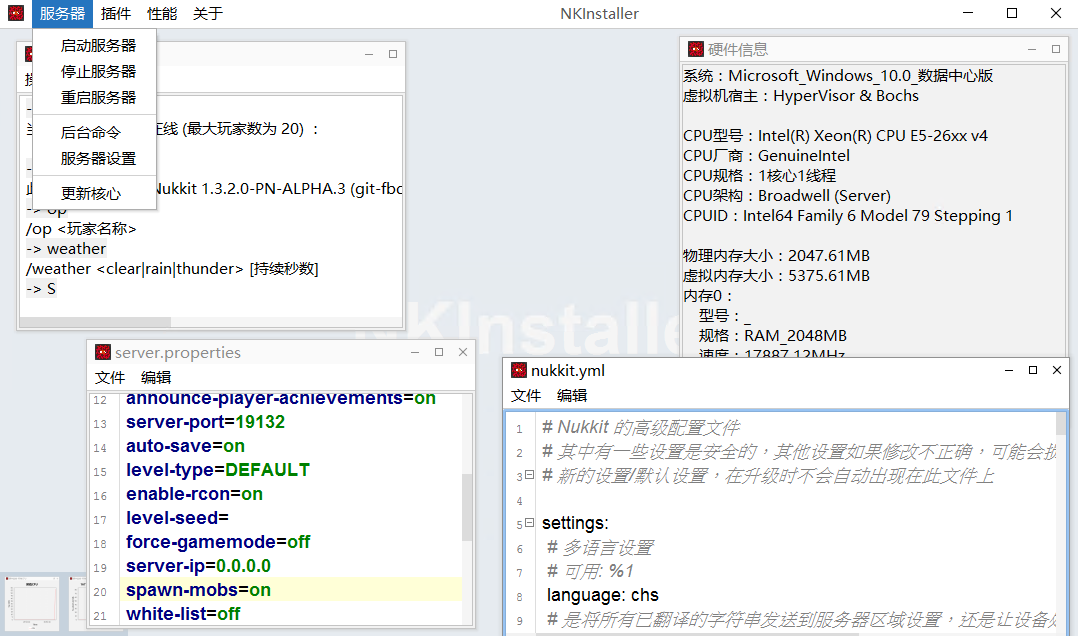 服务器 插件 性能 关于
NKInstaller
启动服务器
停止服务器
重启服务器
后台命令
服务器设置
更新核心
在线 (最大玩家数为 20) ：
Nukkit 1.3.2.0-PN-ALPHA.3
-> op
/op <玩家名称>
-> weather
/weather <clear|rain|thunder> [持续秒数]
-> S
硬件信息
系统：Microsoft_Windows_10.0_数据中心版
虚拟机宿主：HyperVisor & Bochs
CPU型号：Intel(R) Xeon(R) CPU E5-26xx v4
CPU厂商：GenuineIntel
CPU规格：1核心1线程
CPU架构：Broadwell (Server)
CPUID：Intel64 Family 6 Model 79 Stepping 1
物理内存大小：2047.61MB
虚拟内存大小：5375.61MB
内存0：
型号：_
规格：RAM_2048MB
速度：17887.12MHz
NKInstalle
server.properties
文件 编辑
12 announce-player-achievements=on
13 server-port=19132
14 auto-save=on
15 level-type=DEFAULT
16 enable-rcon=on
17 level-seed=
18 force-gamemode=off
19 server-ip=0.0.0.0
20 spawn-mobs=on
21 white-list=off
nukkit.yml
文件 编辑
1 # Nukkit 的高级配置文件
2 # 其中有一些设置是安全的，其他设置如果修改不正确，可能会损
3 # 新的设置/默认设置，在升级时不会自动出现在此文件上
4
5 settings:
6 # 多语言设置
7 # 可用: %1
8 language: chs
9 # 是将所有已翻译的字符串发送到服务器区域设置，还是让设备